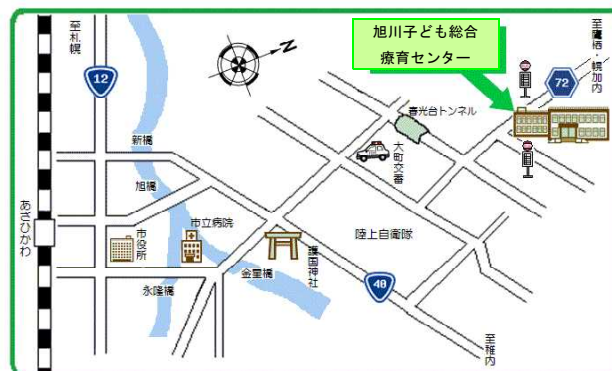 旭川子ども総合
療育センター
至札幌
12
N
至鷹栖・幌加内
72
春光台トンネル
大町交番
新橋
旭橋
あさひかわ
市立病院
市役所
陸上自衛隊
護国神社
金星橋
永隆橋
40
至稚内